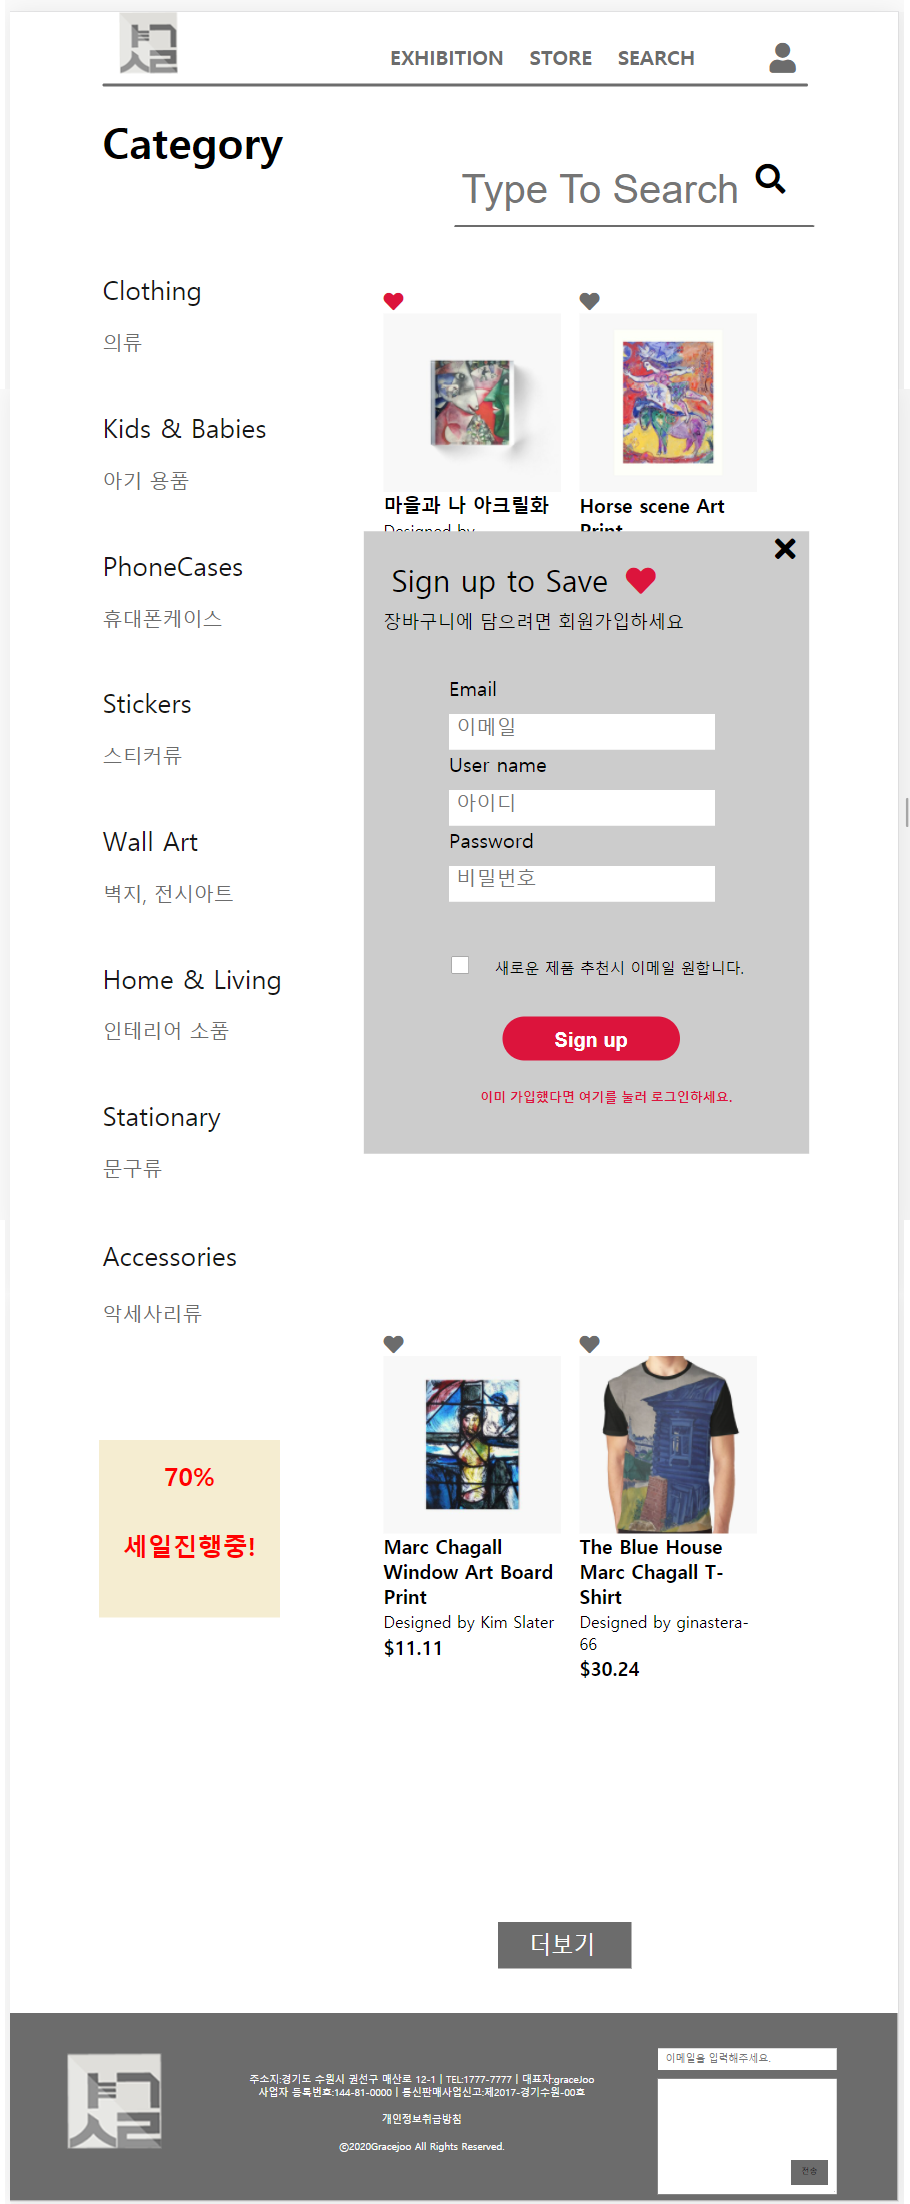 EXHIBITION STORE SEARCH
Category
Type To Search
Clothing
의류
Kids & Babies
아기 용품
PhoneCases
휴대폰케이스
Stickers
스티커류
Wall Art
벽지, 전시아트
Home & Living
인테리어 소품
Stationary
문구류
Accessories
악세사리류
70%
세일진행중!
마을과 나 아크릴화
Designed by
Horse scene Art
Print
Sign up to Save
장바구니에 담으려면 회원가입하세요
Email
이메일
User name
아이디
Password
비밀번호
새로운 제품 추천시 이메일 원합니다.
Sign up
이미 가입했다면 여기를 눌러 로그인하세요.
Marc Chagall
Window Art Board
Print
Designed by Kim Slater
$11.11
The Blue House
Marc Chagall T-
Shirt
Designed by ginastera-
66
$30.24
더보기
주소지:경기도 수원시 권선구 매산로 12-1 | TEL:1777-7777 | 대표자:graceJoo
사업자 등록번호:144-81-0000 | 통신판매사업신고:제2017-경기수원-00호
개인정보취급방침
©2020Gracejoo All Rights Reserved.
이메일을 입력해주세요.
전송